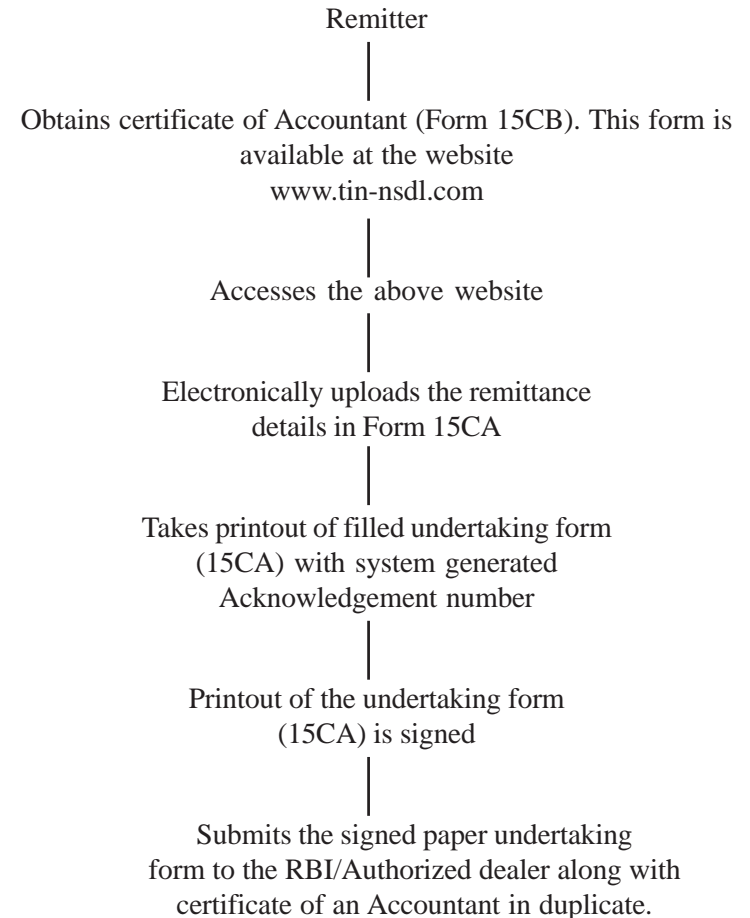 Remitter
Obtains certificate of Accountant (Form 15CB). This form is
available at the website
www.tin-nsdl.com
Accesses the above website
Electronically uploads the remittance
details in Form 15CA
Takes printout of filled undertaking form
(15CA) with system generated
Acknowledgement number
Printout of the undertaking form
(15CA) is signed
Submits the signed paper undertaking
form to the RBI/Authorized dealer along with
certificate of an Accountant in duplicate.